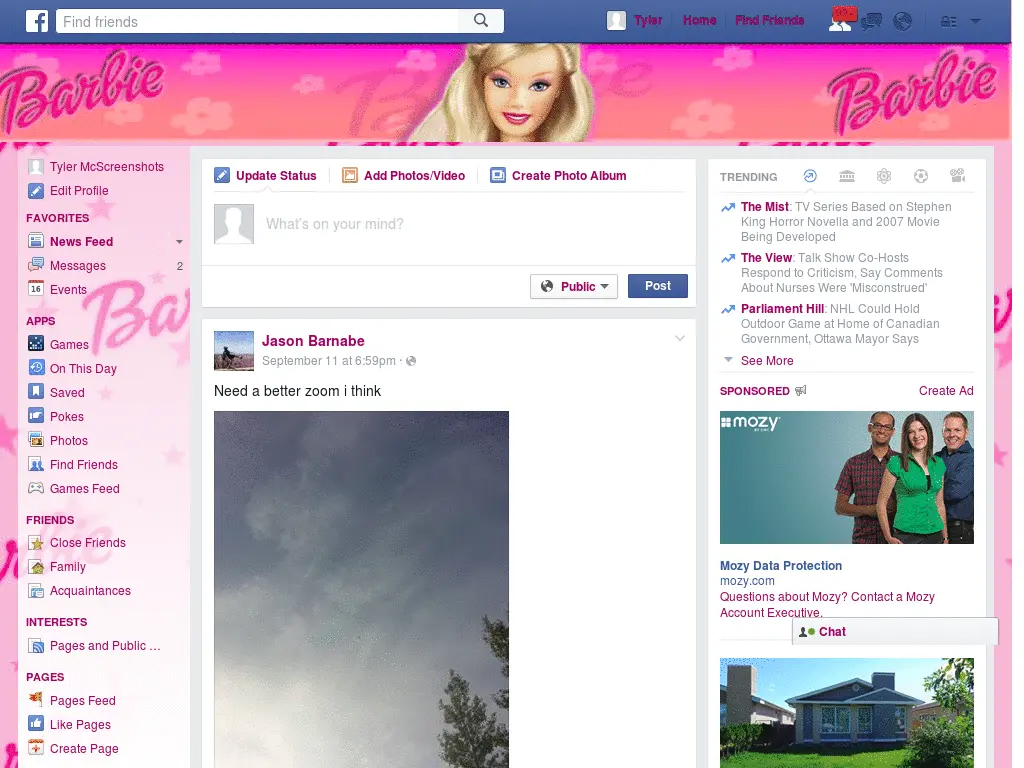 Find friends
Tyler
Home
Find Friends
Barbie
Barbie
Tyler McScreenshots
Edit Profile
FAVORITES
News Feed
Messages
2
Events
16
APPS
Games
On This Day
Saved
Pokes
Photos
Find Friends
Games Feed
FRIENDS
Close Friends
Family
Acquaintances
INTERESTS
Pages and Public ...
PAGES
Pages Feed
Like Pages
Create Page
Update Status
Add Photos/Video
Create Photo Album
What's on your mind?
Public
Post
Jason Barnabe
September 11 at 6:59pm ·
Need a better zoom i think
TRENDING
The Mist: TV Series Based on Stephen
King Horror Novella and 2007 Movie
Being Developed
The View: Talk Show Co-Hosts
Respond to Criticism, Say Comments
About Nurses Were 'Misconstrued'
Parliament Hill: NHL Could Hold
Outdoor Game at Home of Canadian
Government, Ottawa Mayor Says
See More
SPONSORED
Create Ad
mozy
Mozy Data Protection
mozy.com
Questions about Mozy? Contact a Mozy
Account Executive.
Chat